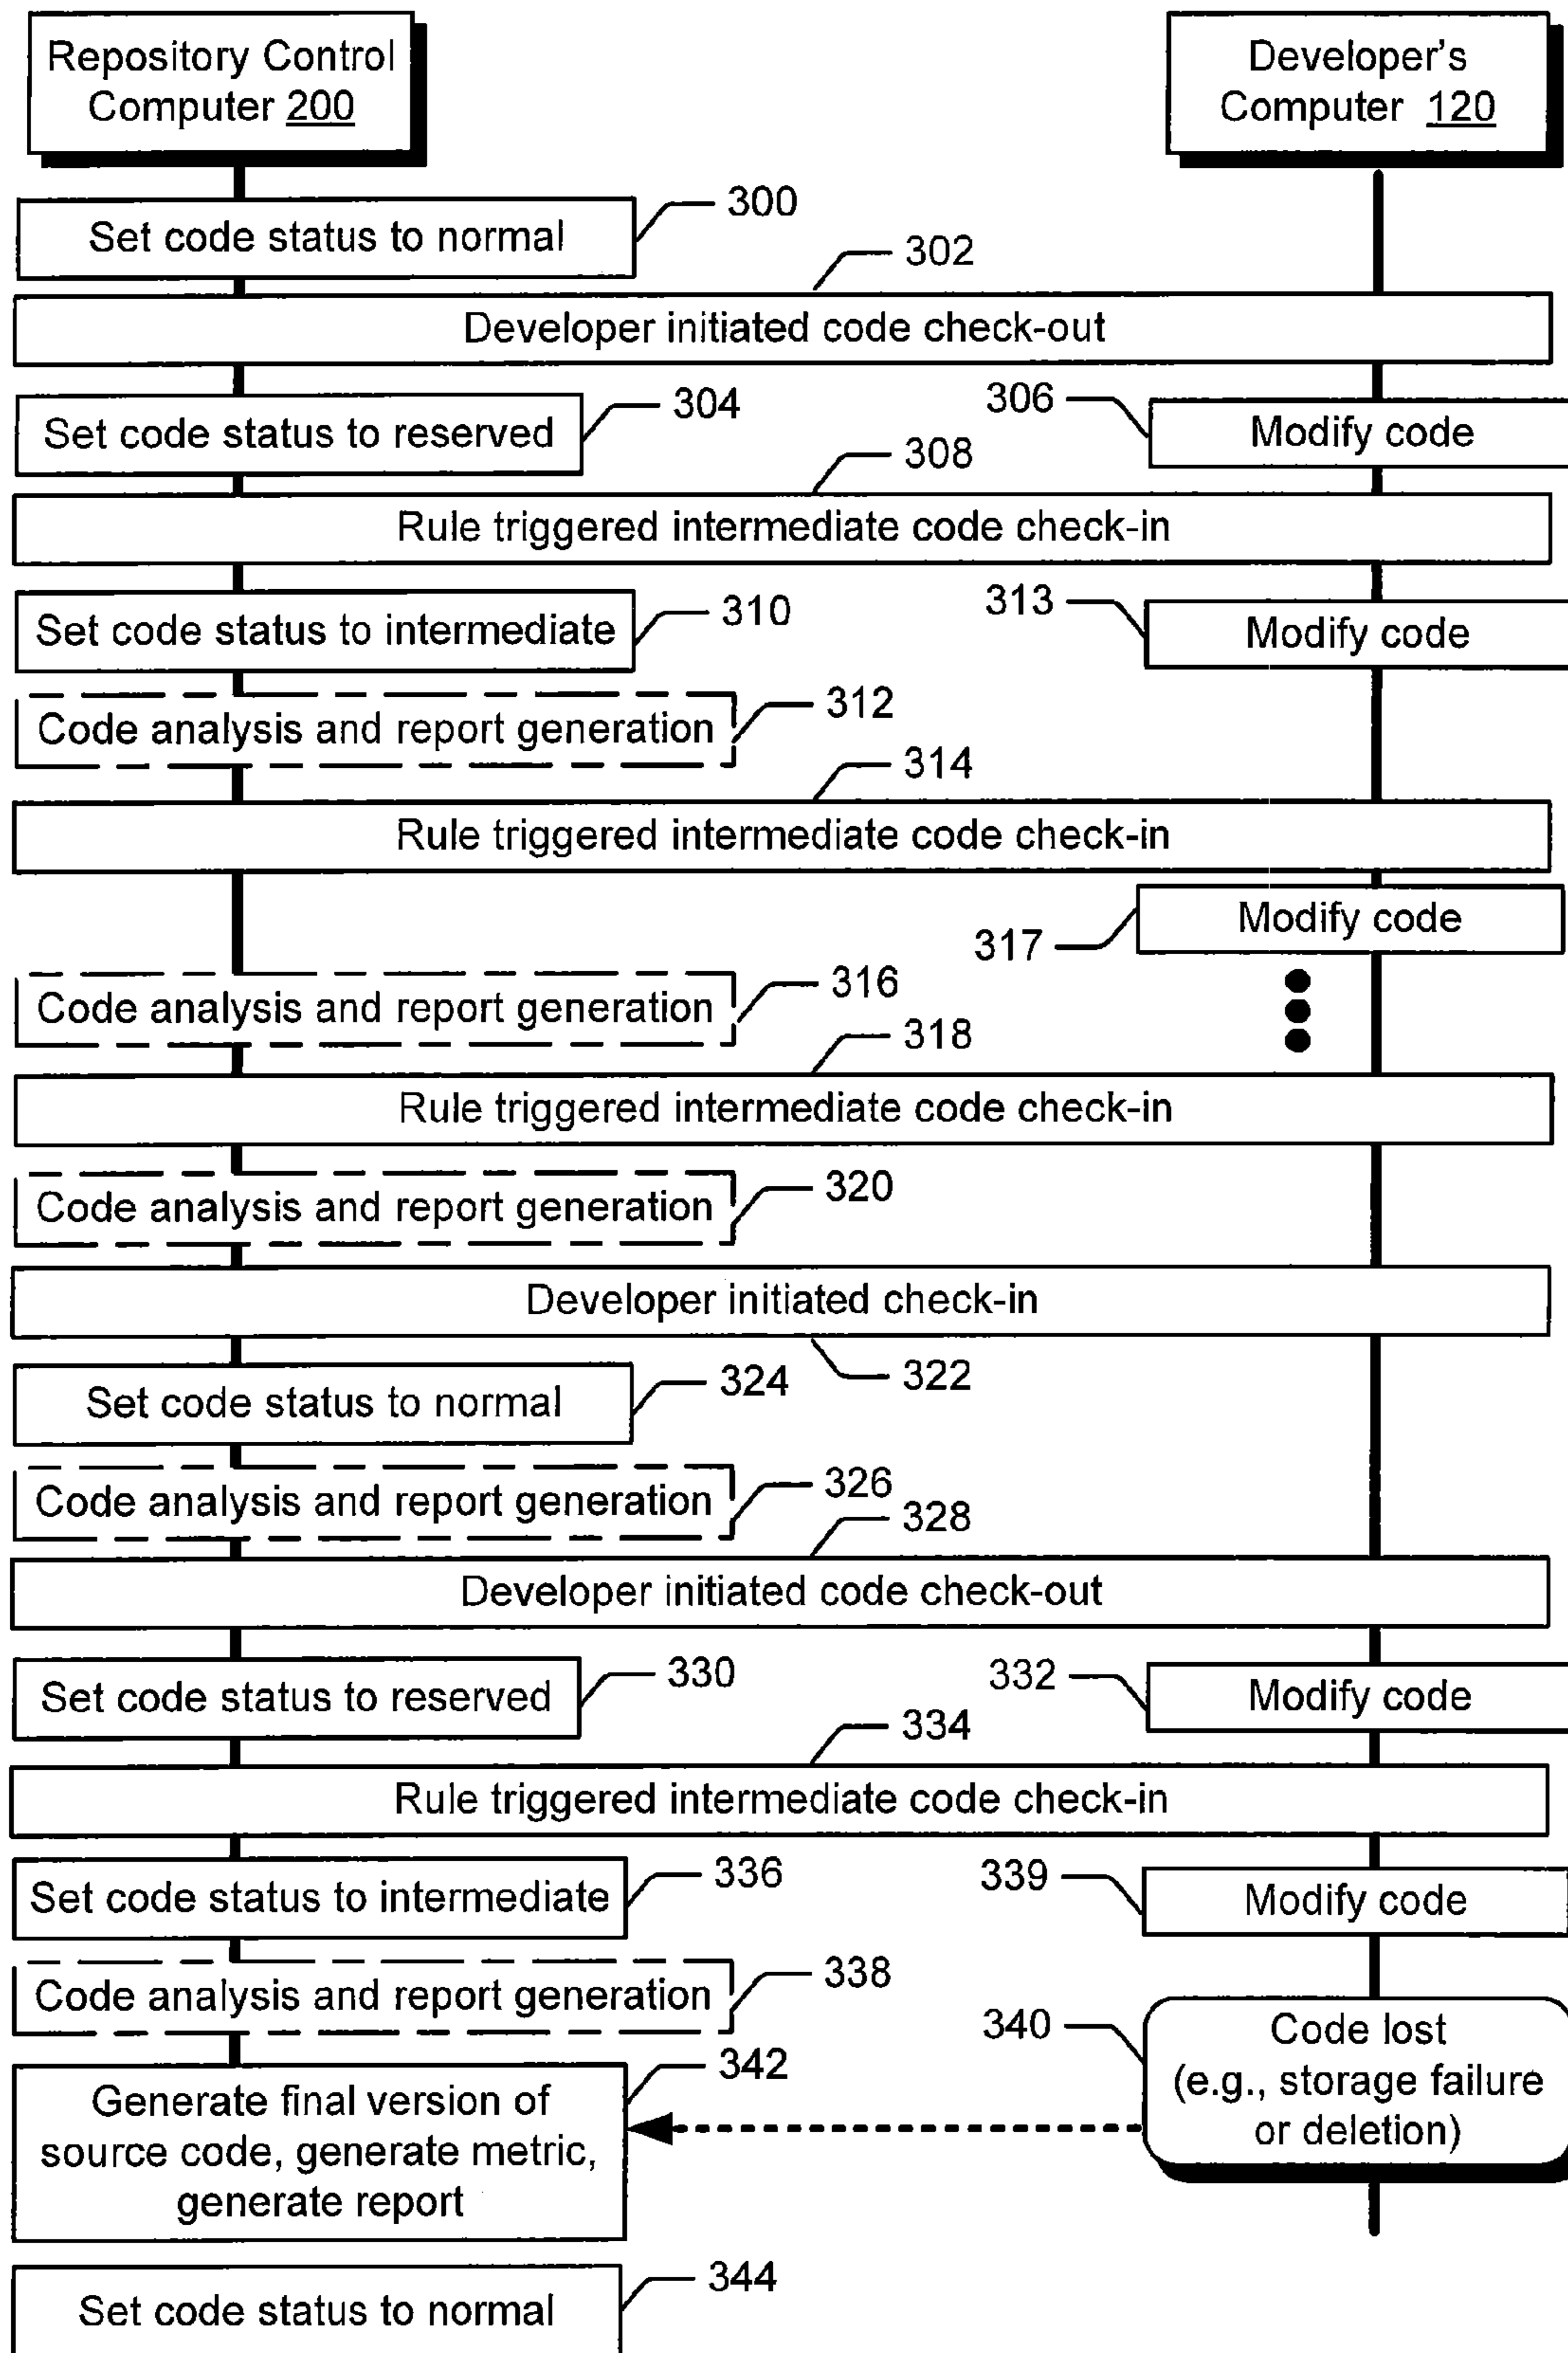 Repository Control
Computer 200
Developer's
Computer 120
300
Set code status to normal
302
Developer initiated code check-out
304
306
Set code status to reserved
Modify code
308
Rule triggered intermediate code check-in
310
313
Set code status to intermediate
Modify code
312
Code analysis and report generation
314
Rule triggered intermediate code check-in
Modify code
317
316
Code analysis and report generation
318
Rule triggered intermediate code check-in
320
Code analysis and report generation
Developer initiated check-in
322
324
Set code status to normal
326
Code analysis and report generation
328
Developer initiated code check-out
330
332
Set code status to reserved
Modify code
334
Rule triggered intermediate code check-in
336
339
Set code status to intermediate
Modify code
338
Code analysis and report generation
340
Code lost
(e.g., storage failure
or deletion)
342
Generate final version of
source code, generate metric,
generate report
344
Set code status to normal